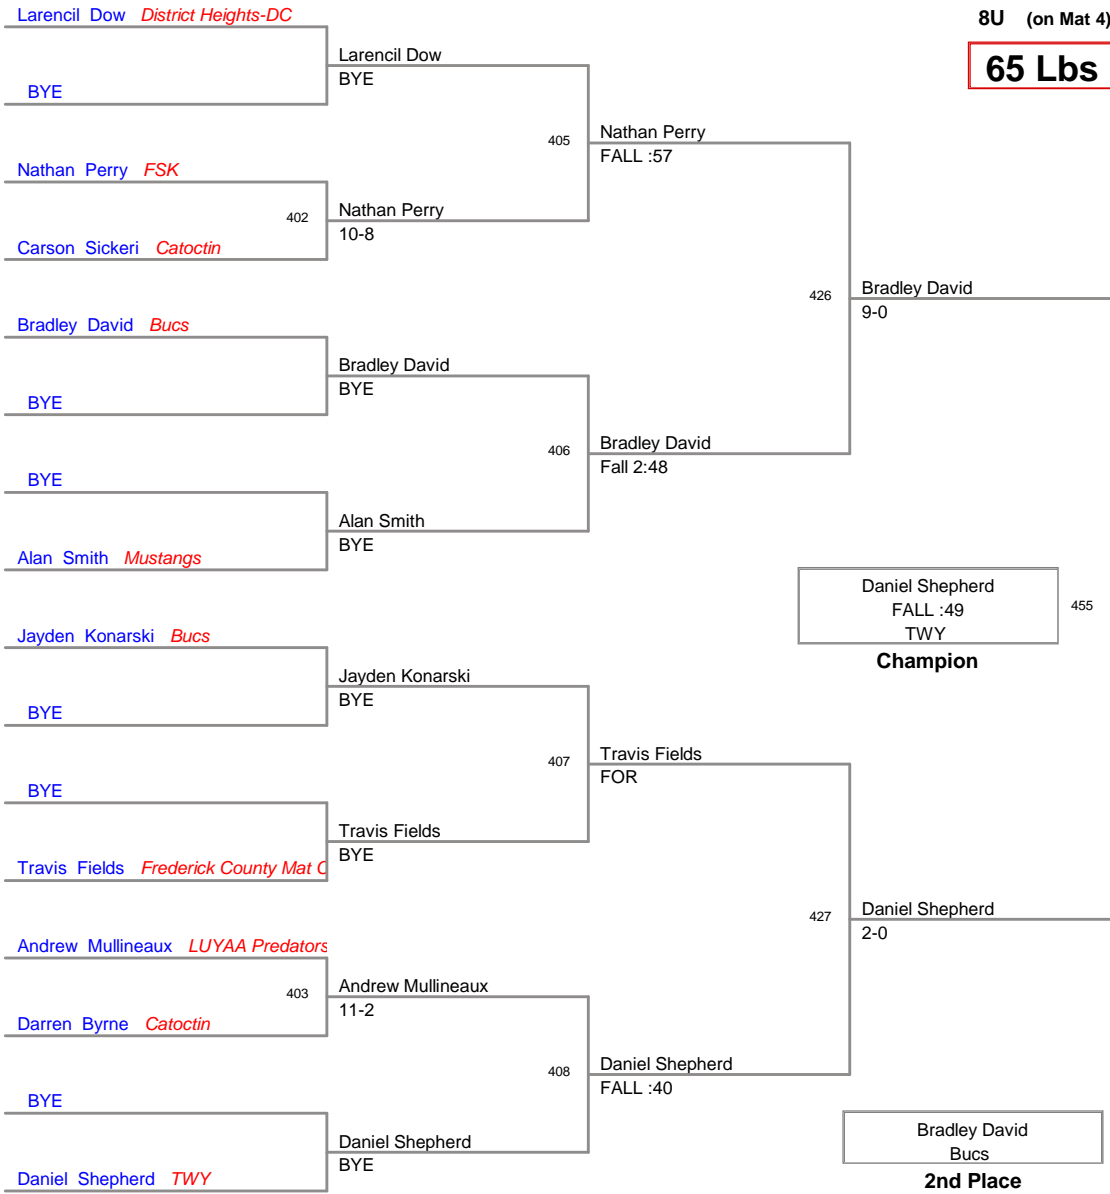 Larencil Dow District Heights-DC
8U (on Mat 4)
65 Lbs
Larencil Dow
BYE
BYE
405
Nathan Perry
FALL :57
Nathan Perry FSK
402
Nathan Perry
10-8
Carson Sickeri Catoctin
426
Bradley David
9-0
Bradley David Bucs
Bradley David
BYE
BYE
406
Bradley David
Fall 2:48
BYE
Alan Smith
BYE
Alan Smith Mustangs
Daniel Shepherd
FALL :49
TWY
455
Champion
Jayden Konarski Bucs
Jayden Konarski
BYE
BYE
407
Travis Fields
FOR
BYE
Travis Fields
BYE
Travis Fields Frederick County Mat C
427
Daniel Shepherd
2-0
Andrew Mullineaux LUYAA Predators
403
Andrew Mullineaux
11-2
Darren Byrne Catoctin
408
Daniel Shepherd
FALL :40
BYE
Daniel Shepherd
BYE
Daniel Shepherd TWY
Bradley David
Bucs
2nd Place